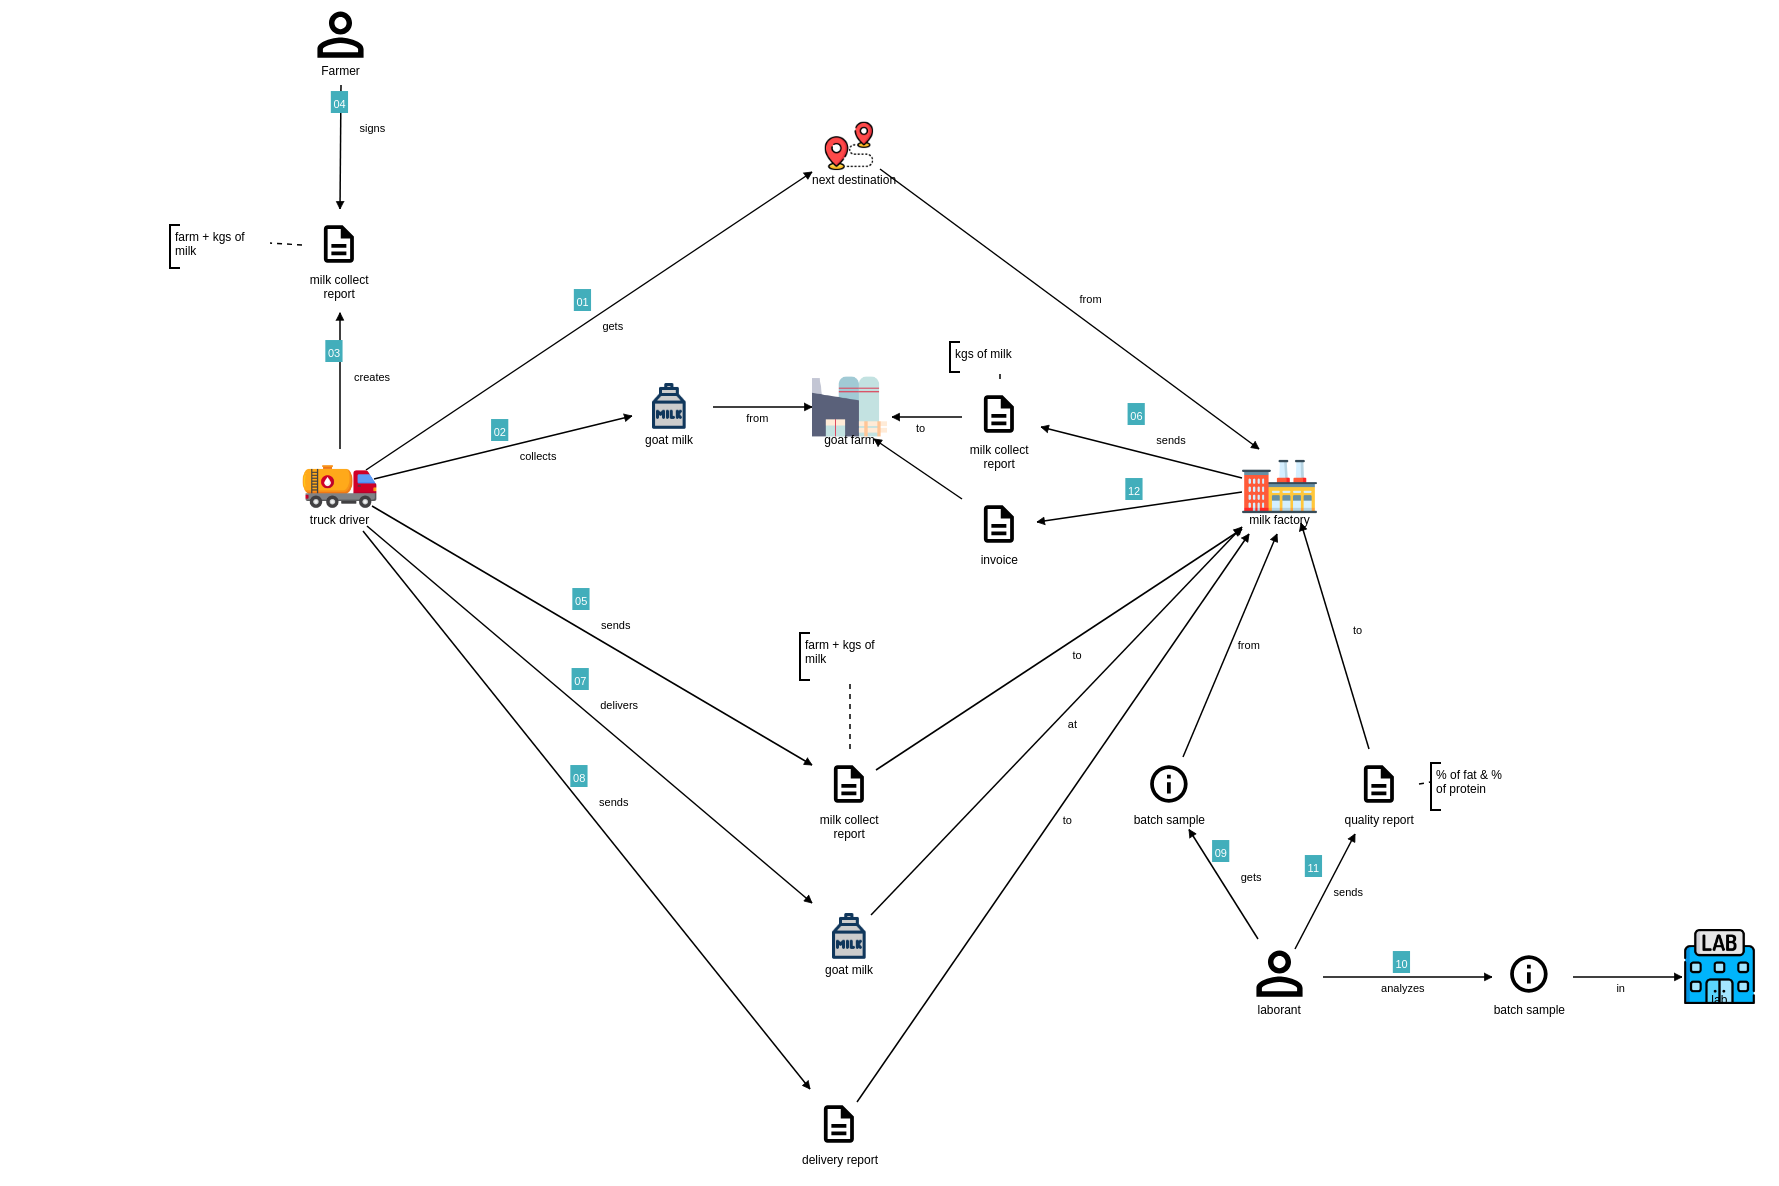 Farmer
04
signs
next destination
farm + kgs of
milk
milk collect
report
01
gets
from
03
creates
kgs of milk
MILK
goat milk
from
goat farm
to
milk collect
report
06
sends
02
collects
12
truck driver
milk factory
invoice
05
sends
farm + kgs of
milk
to
from
to
07
delivers
at
08
sends
milk collect
report
to
batch sample
quality report
% of fat & %
of protein
09
gets
11
sends
MILK
goat milk
laborant
10
analyzes
batch sample
in
LAB
lab
delivery report